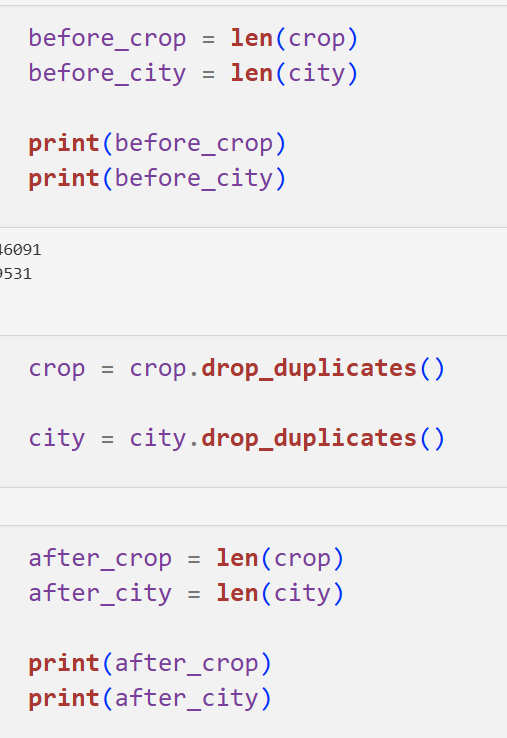 before_crop = len(crop)
before_city = len(city)
print(before_crop)
print(before_city)
46091
9531
crop = crop.drop_duplicates()
city = city.drop_duplicates()
after_crop = len(crop)
after_city = len(city)
print(after_crop)
print(after_city)